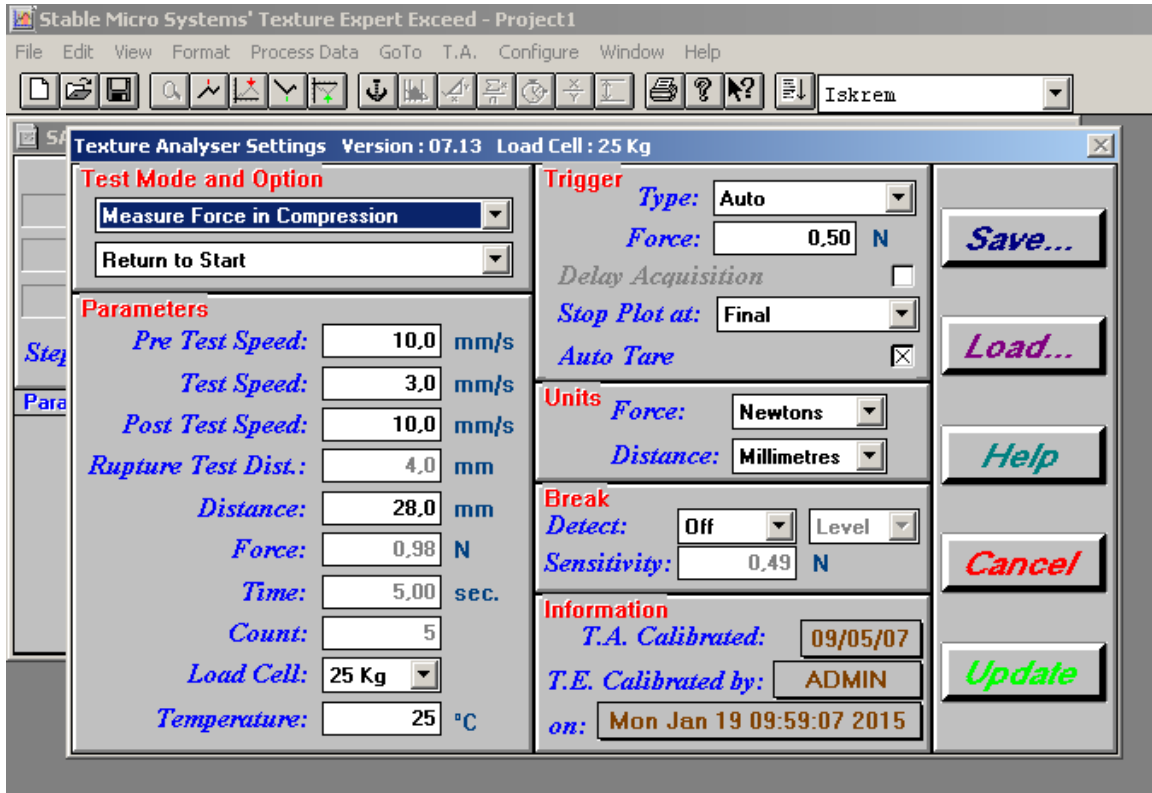 Stable Micro Systems' Texture Expert Exceed - Project1
File Edit View Format Process Data GoTo T.A. Configure Window Help
Iskrem
Texture Analyser Settings Version : 07.13 Load Cell : 25 Kg
Test Mode and Option
Measure Force in Compression
Return to Start
Parameters
Pre Test Speed: 10,0 mm/s
Test Speed: 3,0 mm/s
Post Test Speed: 10,0 mm/s
Rupture Test Dist.: 4,0 mm
Distance: 28,0 mm
Force: 0,98 N
Time: 5,00 sec.
Count: 5
Load Cell: 25 Kg
Temperature: 25 °C
Trigger
Type: Auto
Force: 0,50 N
Delay Acquisition
Stop Plot at: Final
Auto Tare
Units
Force: Newtons
Distance: Millimetres
Break
Detect: Off Level
Sensitivity: 0,49 N
Information
T.A. Calibrated: 09/05/07
T.E. Calibrated by: ADMIN
on: Mon Jan 19 09:59:07 2015
Save...
Load...
Help
Cancel
Update
Step
Para